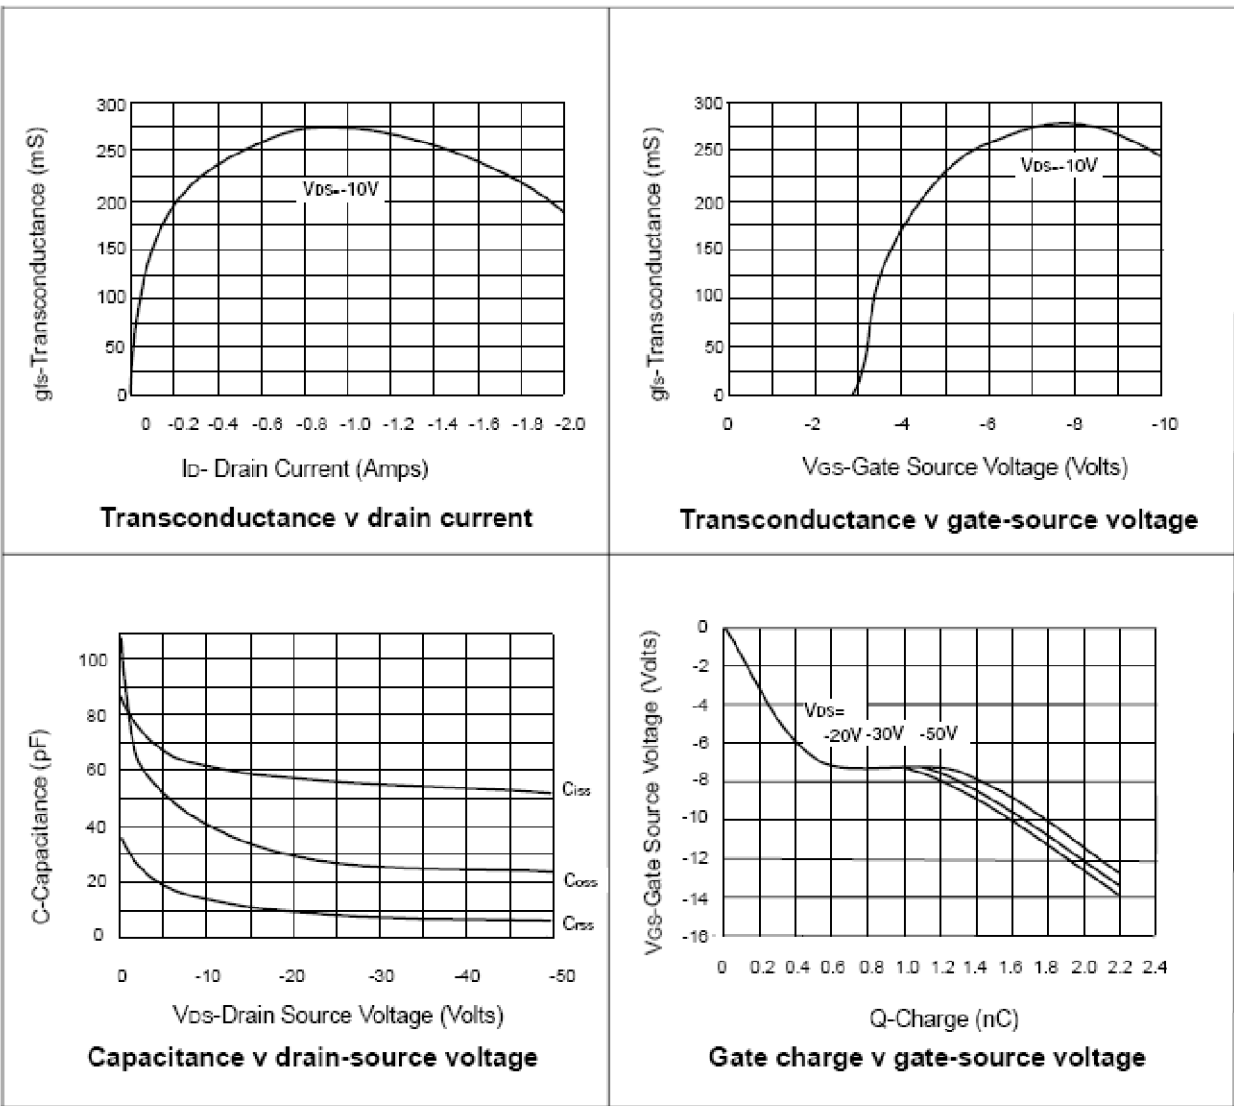 300
250
200
150
100
50
0
gfs-Transconductance (mS)
VDS=-10V
0 -0.2 -0.4 -0.6 -0.8 -1.0 -1.2 -1.4 -1.6 -1.8 -2.0
ID- Drain Current (Amps)
Transconductance v drain current
300
250
200
150
100
50
0
gfs-Transconductance (mS)
VDS=-10V
0 -2 -4 -6 -8 -10
VGS-Gate Source Voltage (Volts)
Transconductance v gate-source voltage
100
80
60
40
20
0
C-Capacitance (pF)
Ciss
Coss
Crss
0 -10 -20 -30 -40 -50
VDS-Drain Source Voltage (Volts)
Capacitance v drain-source voltage
0
-2
-4
-6
-8
-10
-12
-14
-16
VGS-Gate Source Voltage (Volts)
VDS=
-20V -30V -50V
0 0.2 0.4 0.6 0.8 1.0 1.2 1.4 1.6 1.8 2.0 2.2 2.4
Q-Charge (nC)
Gate charge v gate-source voltage